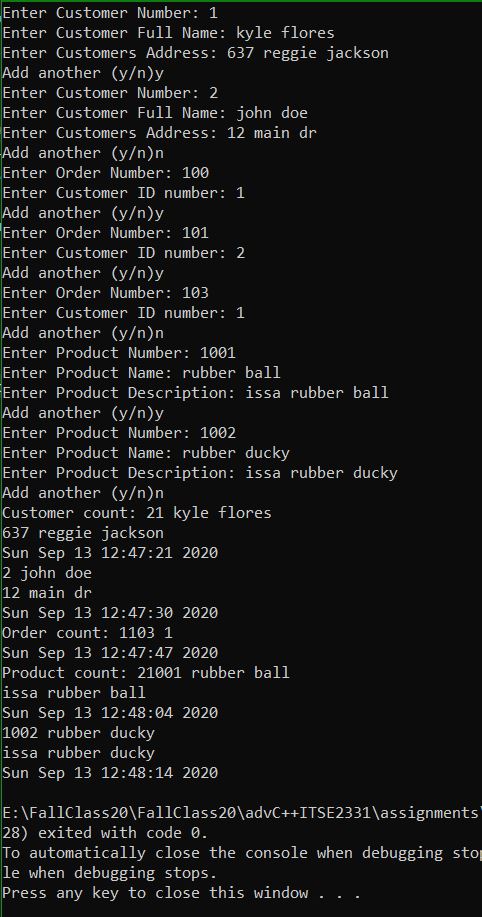 Enter Customer Number: 1
Enter Customer Full Name: kyle flores
Enter Customers Address: 637 reggie jackson
Add another (y/n)y
Enter Customer Number: 2
Enter Customer Full Name: john doe
Enter Customers Address: 12 main dr
Add another (y/n)n
Enter Order Number: 100
Enter Customer ID number: 1
Add another (y/n)y
Enter Order Number: 101
Enter Customer ID number: 2
Add another (y/n)y
Enter Order Number: 103
Enter Customer ID number: 1
Add another (y/n)n
Enter Product Number: 1001
Enter Product Name: rubber ball
Enter Product Description: issa rubber ball
Add another (y/n)y
Enter Product Number: 1002
Enter Product Name: rubber ducky
Enter Product Description: issa rubber ducky
Add another (y/n)n
Customer count: 21 kyle flores
637 reggie jackson
Sun Sep 13 12:47:21 2020
2 john doe
12 main dr
Sun Sep 13 12:47:30 2020
Order count: 1103 1
Sun Sep 13 12:47:47 2020
Product count: 21001 rubber ball
issa rubber ball
Sun Sep 13 12:48:04 2020
1002 rubber ducky
issa rubber ducky
Sun Sep 13 12:48:14 2020
E:\FallClass20\FallClass20\advC++ITSE2331\assignments\
28) exited with code 0.
To automatically close the console when debugging stop
le when debugging stops.
Press any key to close this window . . .